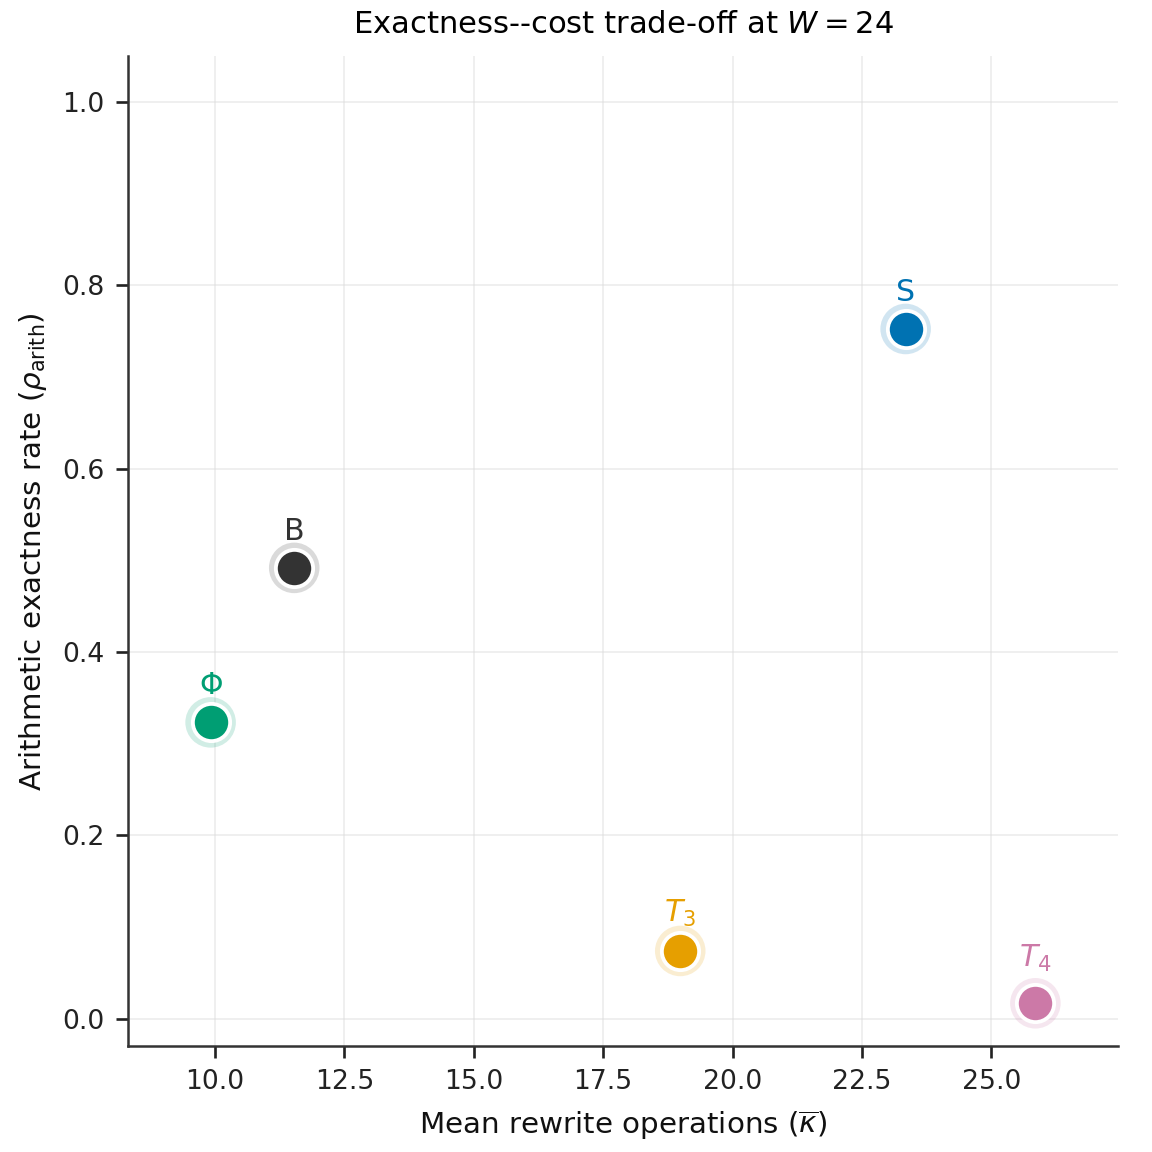 Exactness--cost trade-off at W = 24
Arithmetic exactness rate (ρarith)
1.0
0.8
0.6
0.4
0.2
0.0
S
B
Φ
T3
T4
10.0 12.5 15.0 17.5 20.0 22.5 25.0
Mean rewrite operations (κ̅)